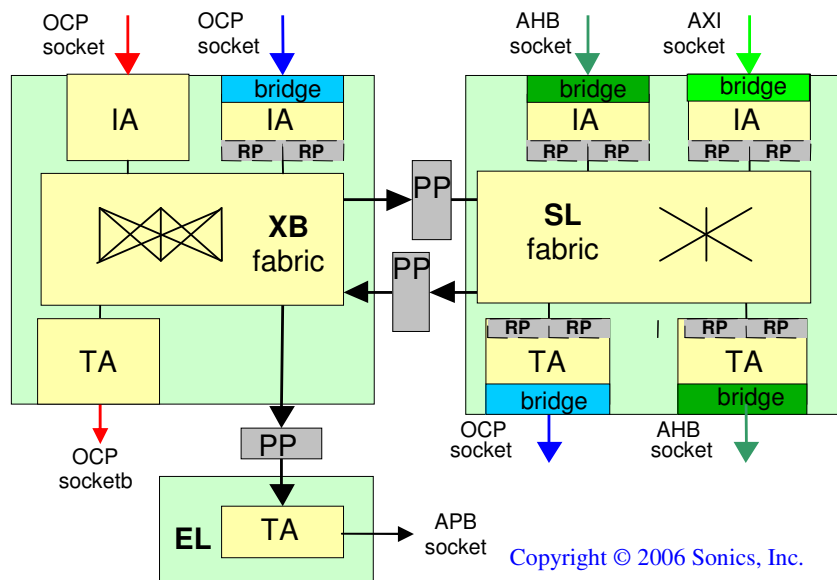 OCP
socket
OCP
socket
AHB
socket
AXI
socket
bridge
bridge
bridge
IA
IA
IA
IA
RP RP
RP RP
RP RP
PP
XB
fabric
SL
fabric
PP
RP RP
RP RP
TA
TA
TA
bridge
bridge
OCP
socketb
PP
OCP
socket
AHB
socket
EL
TA
APB
socket
Copyright © 2006 Sonics, Inc.